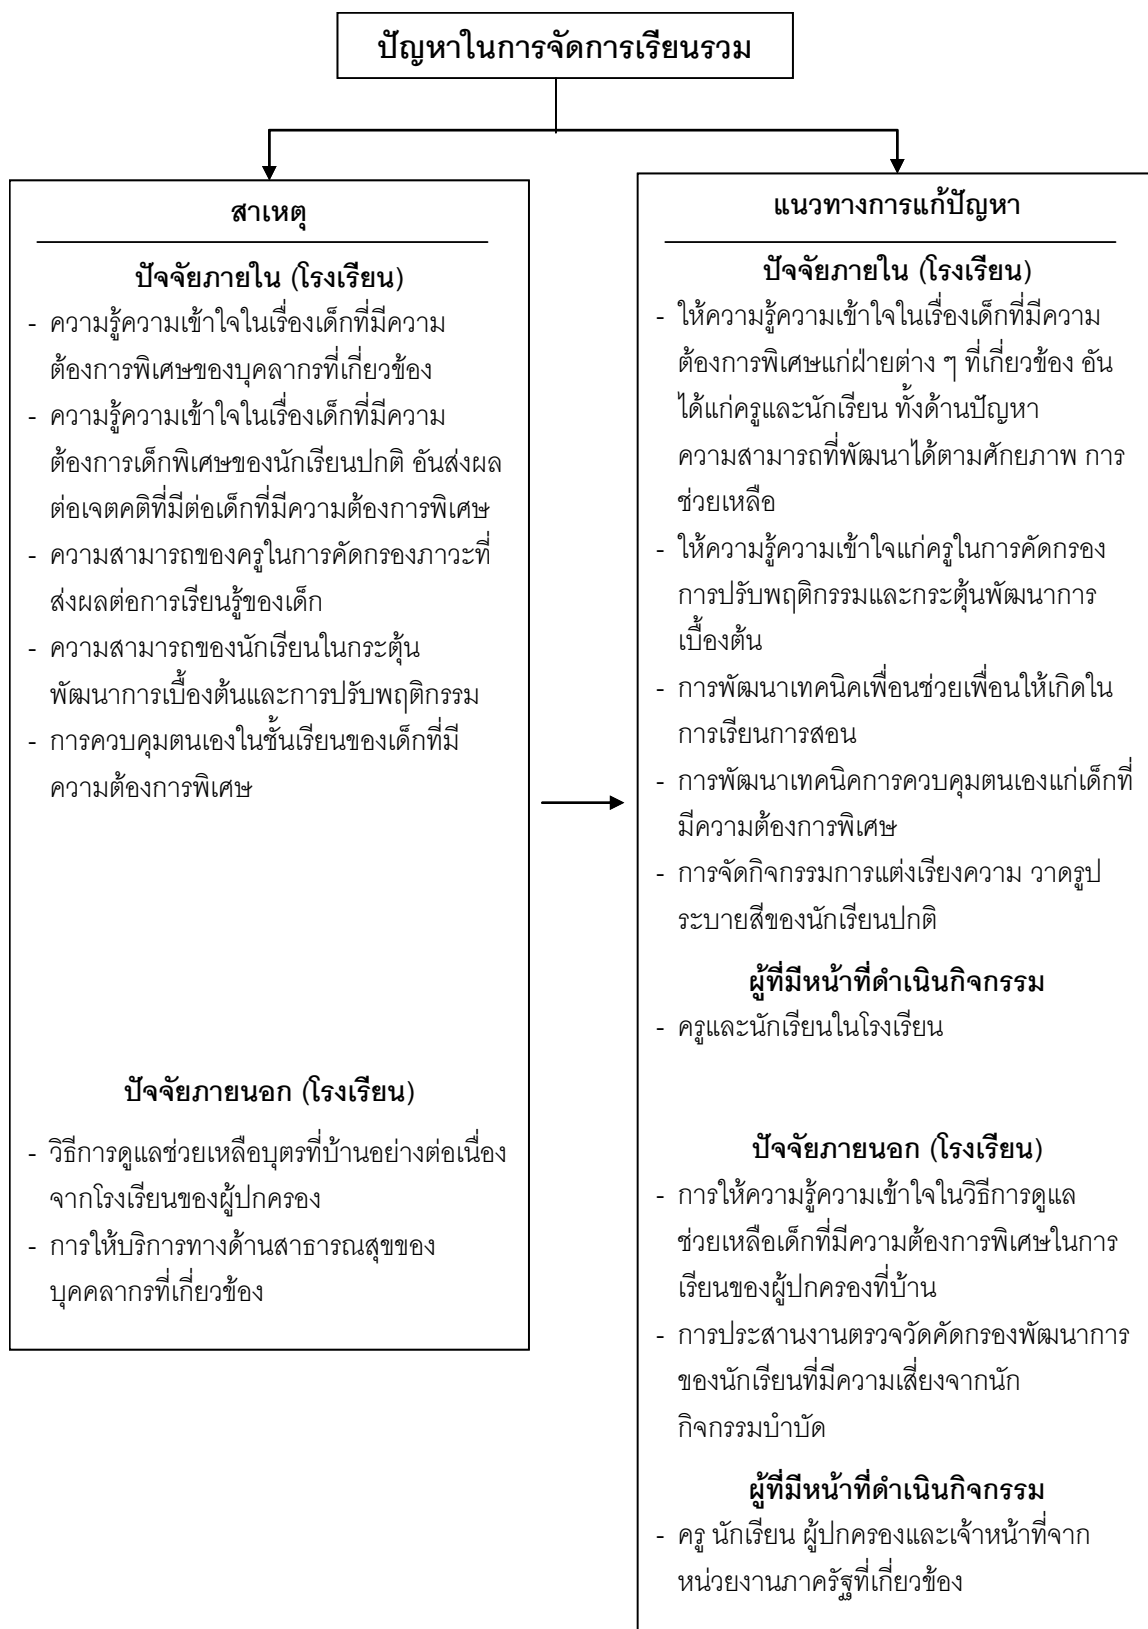 ปัญหาในการจัดการเรียนรวม
สาเหตุ
ปัจจัยภายใน (โรงเรียน)
- ความรู้ความเข้าใจในเรื่องเด็กที่มีความ
ต้องการพิเศษของบุคลากรที่เกี่ยวข้อง
- ความรู้ความเข้าใจในเรื่องเด็กที่มีความ
ต้องการเด็กพิเศษของนักเรียนปกติ อันส่งผล
ต่อเจตคติที่มีต่อเด็กที่มีความต้องการพิเศษ
- ความสามารถของครูในการคัดกรองภาวะที่
ส่งผลต่อการเรียนรู้ของเด็ก
- ความสามารถของนักเรียนในกระตุ้น
พัฒนาการเบื้องต้นและการปรับพฤติกรรม
- การควบคุมตนเองในชั้นเรียนของเด็กที่มี
ความต้องการพิเศษ
ปัจจัยภายนอก (โรงเรียน)
- วิธีการดูแลช่วยเหลือบุตรที่บ้านอย่างต่อเนื่อง
จากโรงเรียนของผู้ปกครอง
- การให้บริการทางด้านสาธารณสุขของ
บุคคลากรที่เกี่ยวข้อง
แนวทางการแก้ปัญหา
ปัจจัยภายใน (โรงเรียน)
- ให้ความรู้ความเข้าใจในเรื่องเด็กที่มีความ
ต้องการพิเศษแก่ฝ่ายต่าง ๆ ที่เกี่ยวข้อง อัน
ได้แก่ครูและนักเรียน ทั้งด้านปัญหา
ความสามารถที่พัฒนาได้ตามศักยภาพ การ
ช่วยเหลือ
- ให้ความรู้ความเข้าใจแก่ครูในการคัดกรอง
การปรับพฤติกรรมและกระตุ้นพัฒนาการ
เบื้องต้น
- การพัฒนาเทคนิคเพื่อนช่วยเพื่อนให้เกิดใน
การเรียนการสอน
- การพัฒนาเทคนิคการควบคุมตนเองแก่เด็กที่
มีความต้องการพิเศษ
- การจัดกิจกรรมการแต่งเรียงความ วาดรูป
ระบายสีของนักเรียนปกติ
ผู้ที่มีหน้าที่ดำเนินกิจกรรม
- ครูและนักเรียนในโรงเรียน
ปัจจัยภายนอก (โรงเรียน)
- การให้ความรู้ความเข้าใจในวิธีการดูแล
ช่วยเหลือเด็กที่มีความต้องการพิเศษในการ
เรียนของผู้ปกครองที่บ้าน
- การประสานงานตรวจวัดคัดกรองพัฒนาการ
ของนักเรียนที่มีความเสี่ยงจากนัก
กิจกรรมบำบัด
ผู้ที่มีหน้าที่ดำเนินกิจกรรม
- ครู นักเรียน ผู้ปกครองและเจ้าหน้าที่จาก
หน่วยงานภาครัฐที่เกี่ยวข้อง